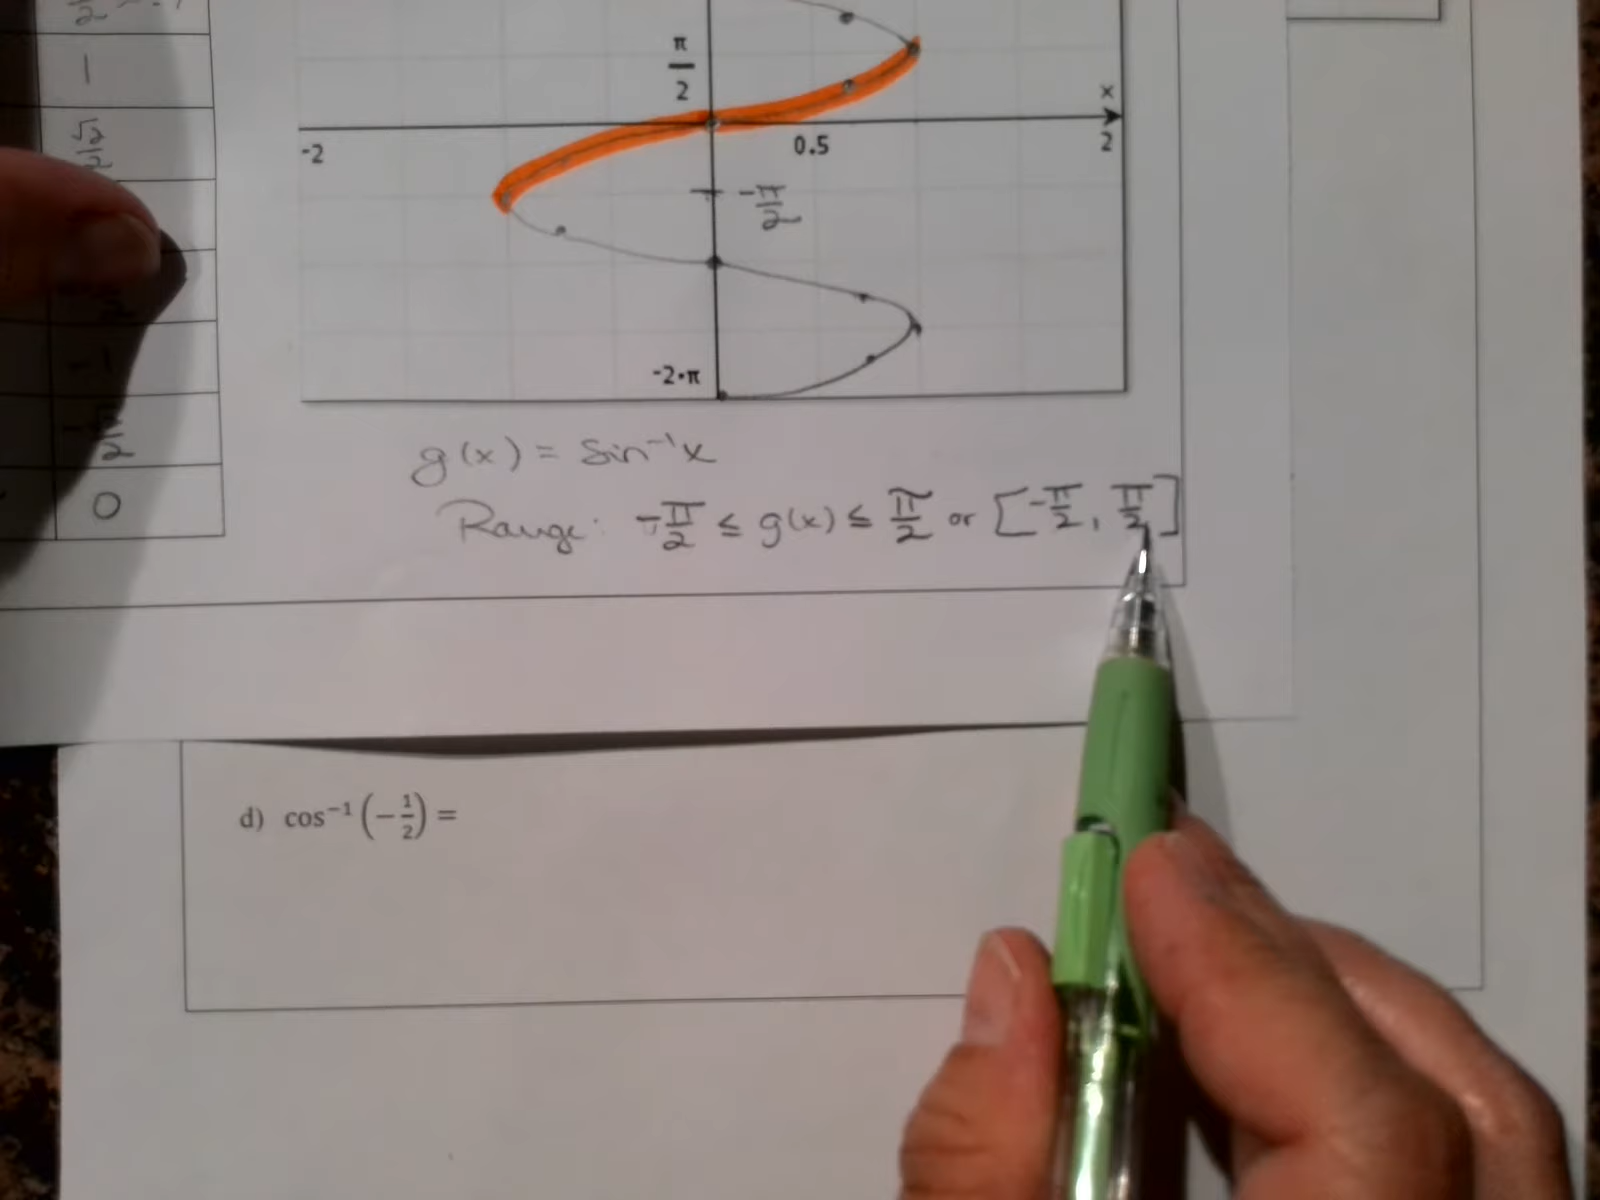 1
√2/2
-1
0
π/2
x
-2
0.5
2
-π/2
-2·π
g(x) = sin⁻¹x
Range: -π/2 ≤ g(x) ≤ π/2 or [-π/2, π/2]
d) cos⁻¹(-1/2) =